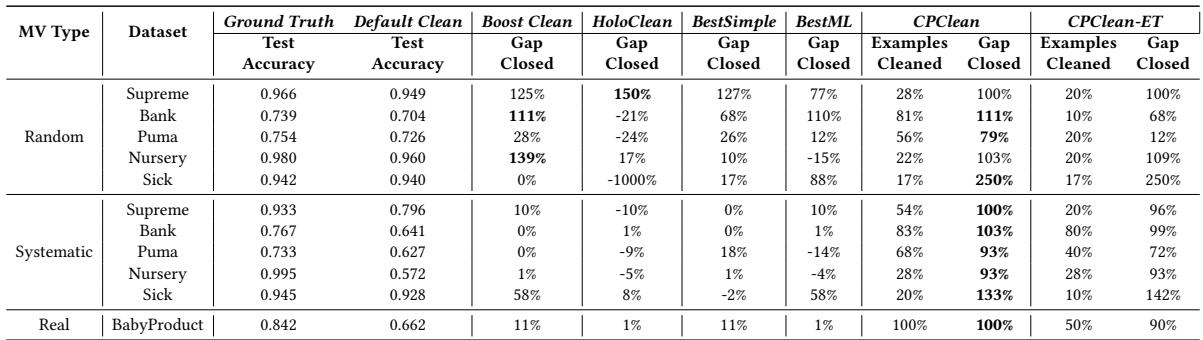 MV Type Dataset Ground Truth Default Clean Boost Clean HoloClean BestSimple BestML CPClean CPClean-ET
Test Test Gap Gap Gap Gap Examples Gap Examples Gap
Accuracy Accuracy Closed Closed Closed Closed Cleaned Closed Cleaned Closed
Supreme 0.966 0.949 125% 150% 127% 77% 28% 100% 20% 100%
Bank 0.739 0.704 111% -21% 68% 110% 81% 111% 10% 68%
Random Puma 0.754 0.726 28% -24% 26% 12% 56% 79% 20% 12%
Nursery 0.980 0.960 139% 17% 10% -15% 22% 103% 20% 109%
Sick 0.942 0.940 0% -1000% 17% 88% 17% 250% 17% 250%
Supreme 0.933 0.796 10% -10% 0% 10% 54% 100% 20% 96%
Bank 0.767 0.641 0% 1% 0% 1% 83% 103% 80% 99%
Systematic Puma 0.733 0.627 0% -9% 18% -14% 68% 93% 40% 72%
Nursery 0.995 0.572 1% -5% 1% -4% 28% 93% 28% 93%
Sick 0.945 0.928 58% 8% -2% 58% 20% 133% 10% 142%
Real BabyProduct 0.842 0.662 11% 1% 11% 1% 100% 100% 50% 90%